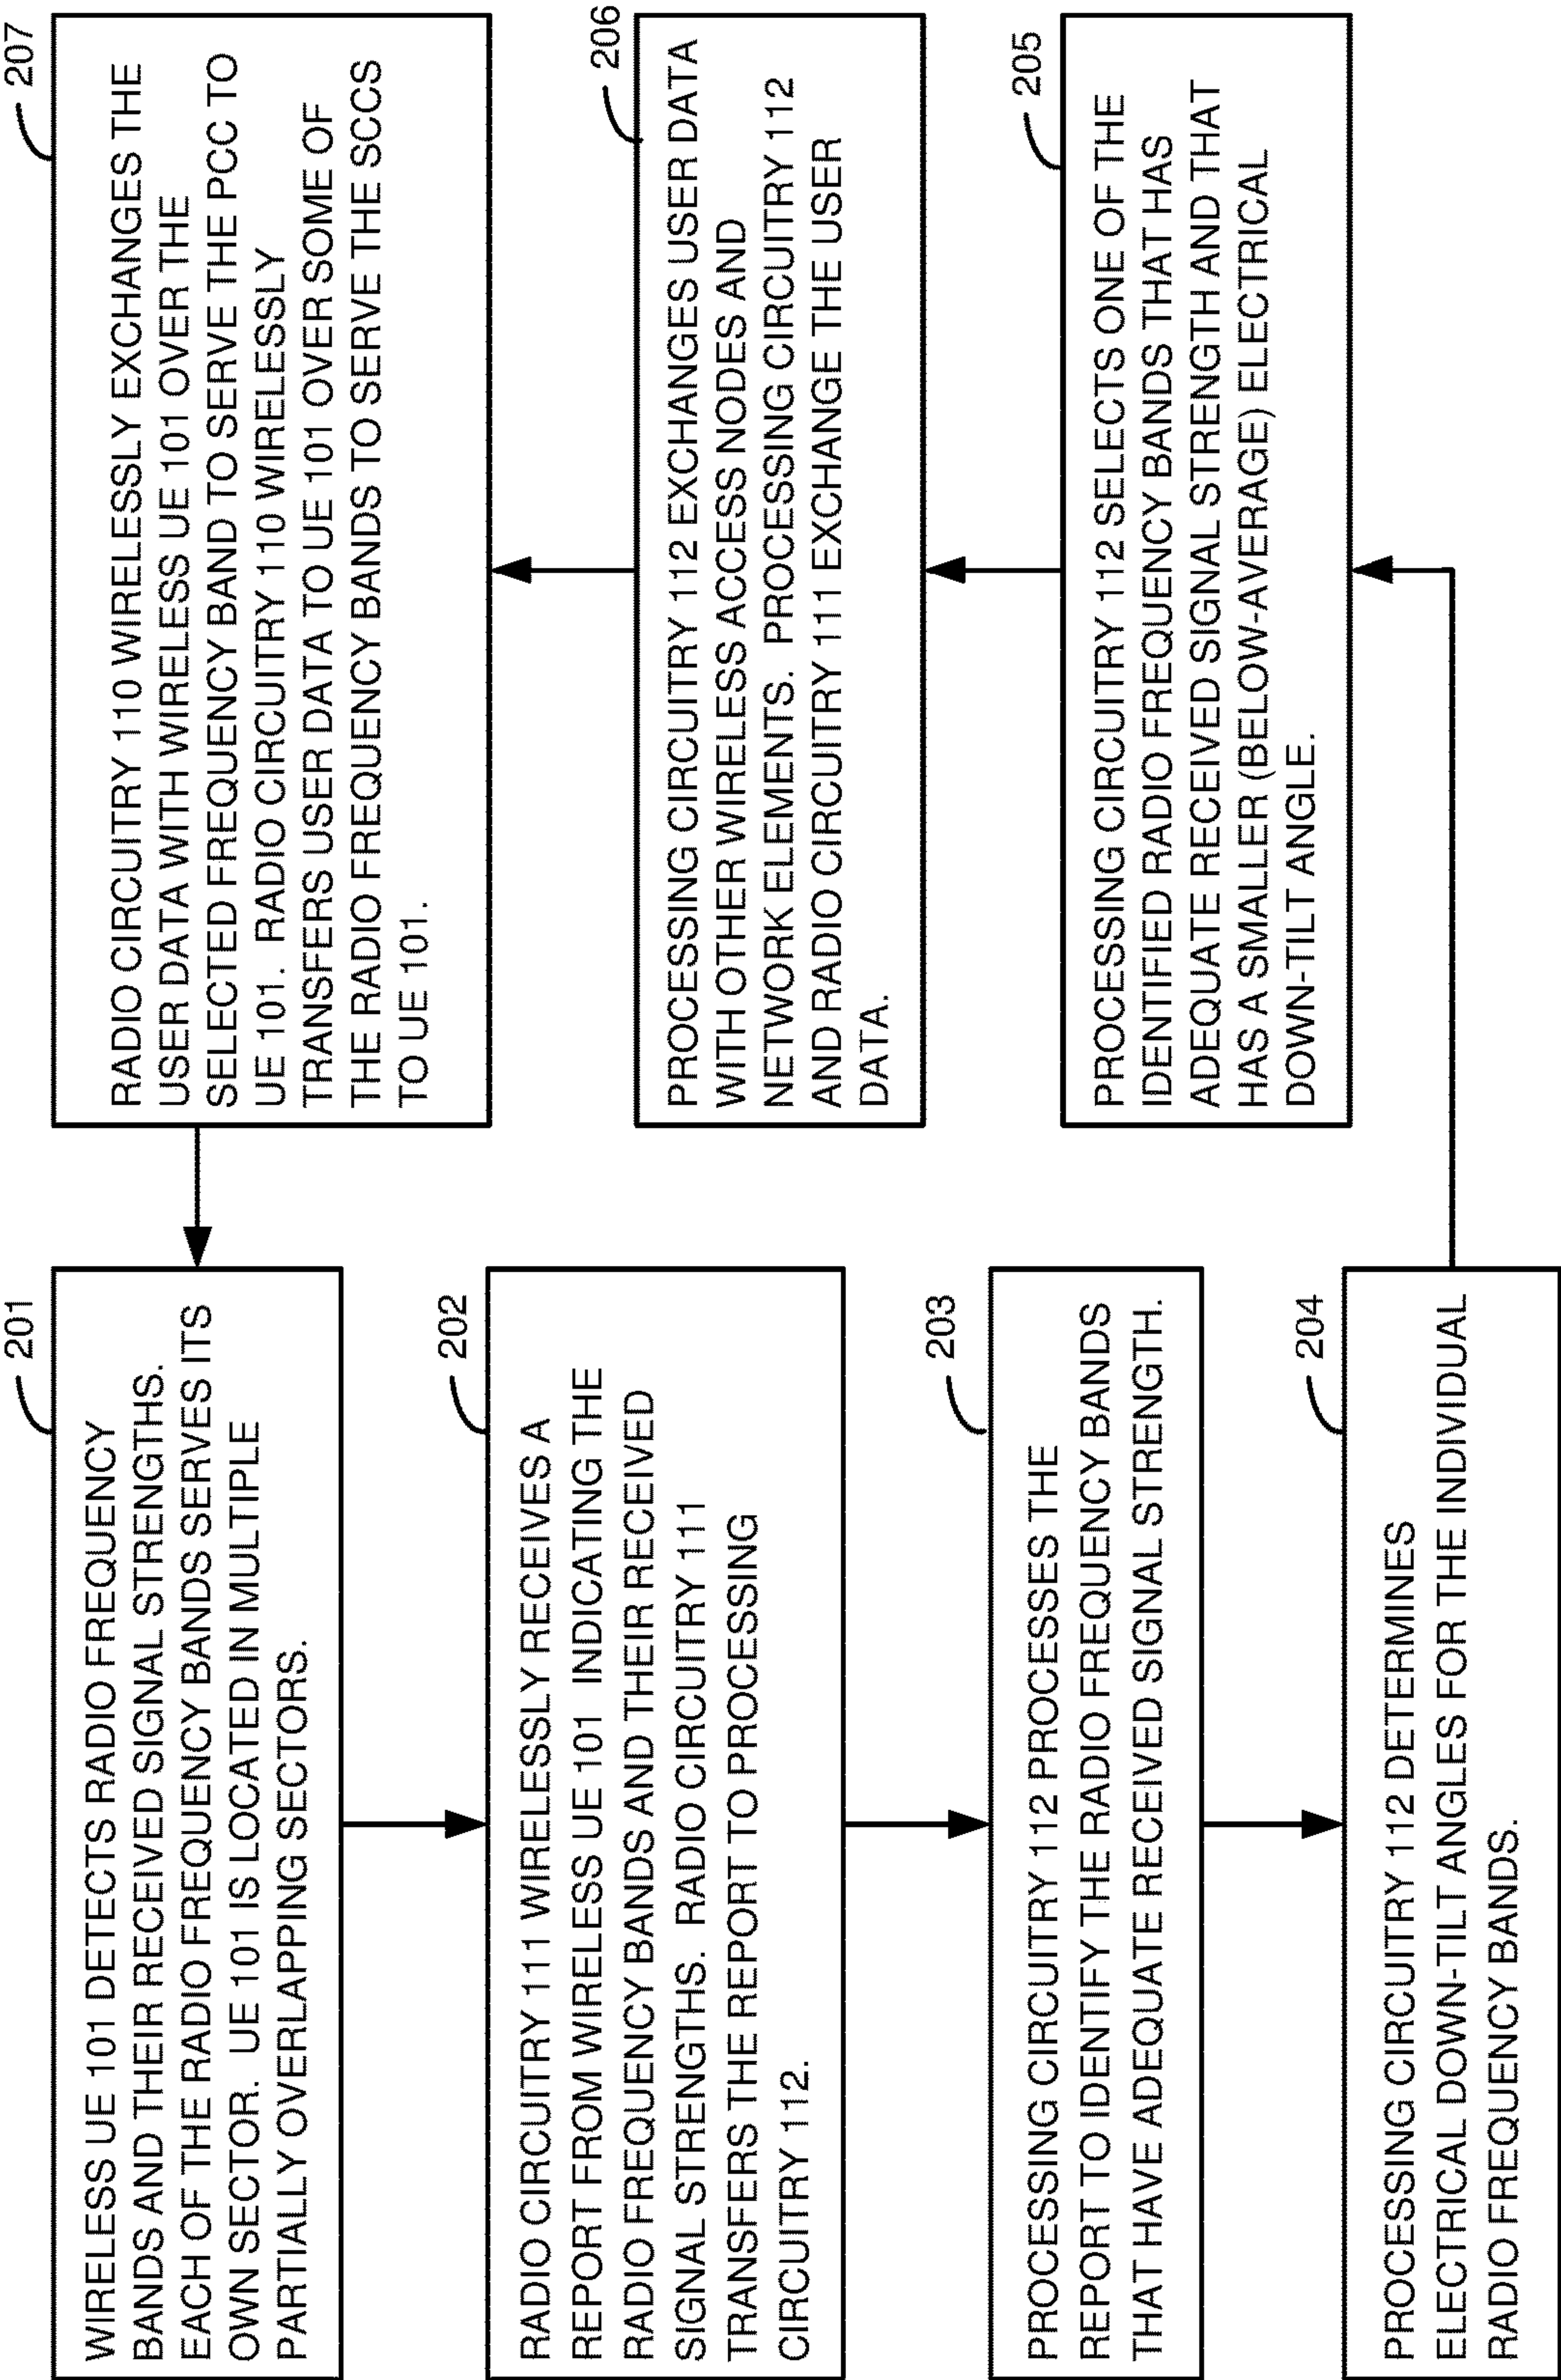 201
WIRELESS UE 101 DETECTS RADIO FREQUENCY
BANDS AND THEIR RECEIVED SIGNAL STRENGTHS.
EACH OF THE RADIO FREQUENCY BANDS SERVES ITS
OWN SECTOR. UE 101 IS LOCATED IN MULTIPLE
PARTIALLY OVERLAPPING SECTORS.
202
RADIO CIRCUITRY 111 WIRELESSLY RECEIVES A
REPORT FROM WIRELESS UE 101 INDICATING THE
RADIO FREQUENCY BANDS AND THEIR RECEIVED
SIGNAL STRENGTHS. RADIO CIRCUITRY 111
TRANSFERS THE REPORT TO PROCESSING
CIRCUITRY 112.
203
PROCESSING CIRCUITRY 112 PROCESSES THE
REPORT TO IDENTIFY THE RADIO FREQUENCY BANDS
THAT HAVE ADEQUATE RECEIVED SIGNAL STRENGTH.
204
PROCESSING CIRCUITRY 112 DETERMINES
ELECTRICAL DOWN-TILT ANGLES FOR THE INDIVIDUAL
RADIO FREQUENCY BANDS.
205
PROCESSING CIRCUITRY 112 SELECTS ONE OF THE
IDENTIFIED RADIO FREQUENCY BANDS THAT HAS
ADEQUATE RECEIVED SIGNAL STRENGTH AND THAT
HAS A SMALLER (BELOW-AVERAGE) ELECTRICAL
DOWN-TILT ANGLE.
206
PROCESSING CIRCUITRY 112 EXCHANGES USER DATA
WITH OTHER WIRELESS ACCESS NODES AND
NETWORK ELEMENTS. PROCESSING CIRCUITRY 112
AND RADIO CIRCUITRY 111 EXCHANGE THE USER
DATA.
207
RADIO CIRCUITRY 110 WIRELESSLY EXCHANGES THE
USER DATA WITH WIRELESS UE 101 OVER THE
SELECTED FREQUENCY BAND TO SERVE THE PCC TO
UE 101. RADIO CIRCUITRY 110 WIRELESSLY
TRANSFERS USER DATA TO UE 101 OVER SOME OF
THE RADIO FREQUENCY BANDS TO SERVE THE SCCS
TO UE 101.